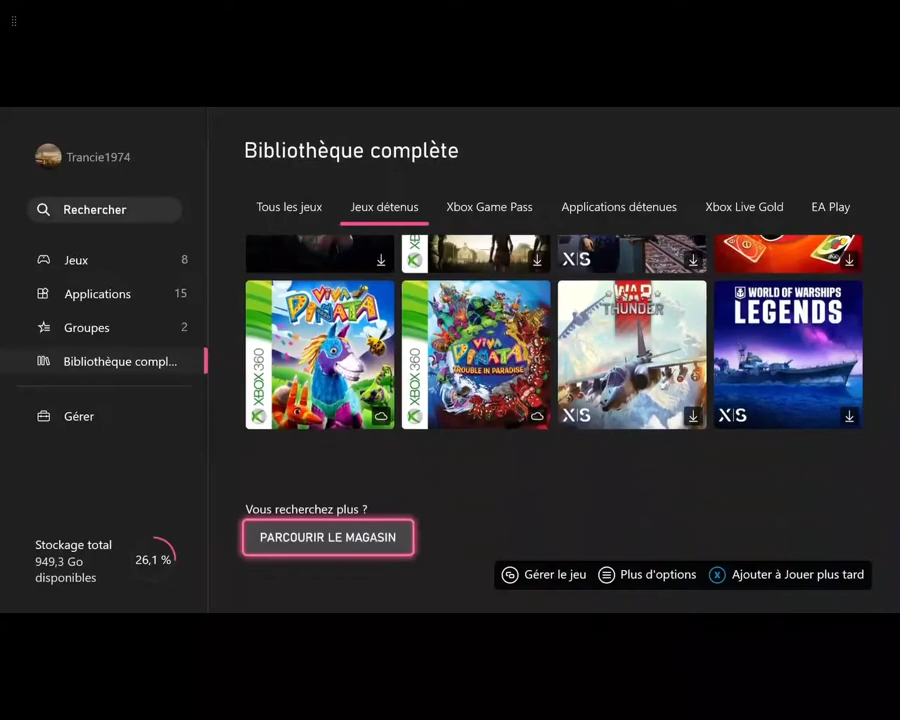 Trancie1974
Rechercher
Jeux 8
Applications 15
Groupes 2
Bibliothèque compl...
Gérer
Stockage total
949,3 Go
disponibles
26,1 %
Bibliothèque complète
Tous les jeux Jeux détenus Xbox Game Pass Applications détenues Xbox Live Gold EA Play
X|S
XBOX 360
VIVA PIÑATA
XBOX 360
VIVA PIÑATA
TROUBLE IN PARADISE
WAR THUNDER
X|S
WORLD OF WARSHIPS
LEGENDS
X|S
Vous recherchez plus ?
PARCOURIR LE MAGASIN
Gérer le jeu Plus d'options X Ajouter à Jouer plus tard